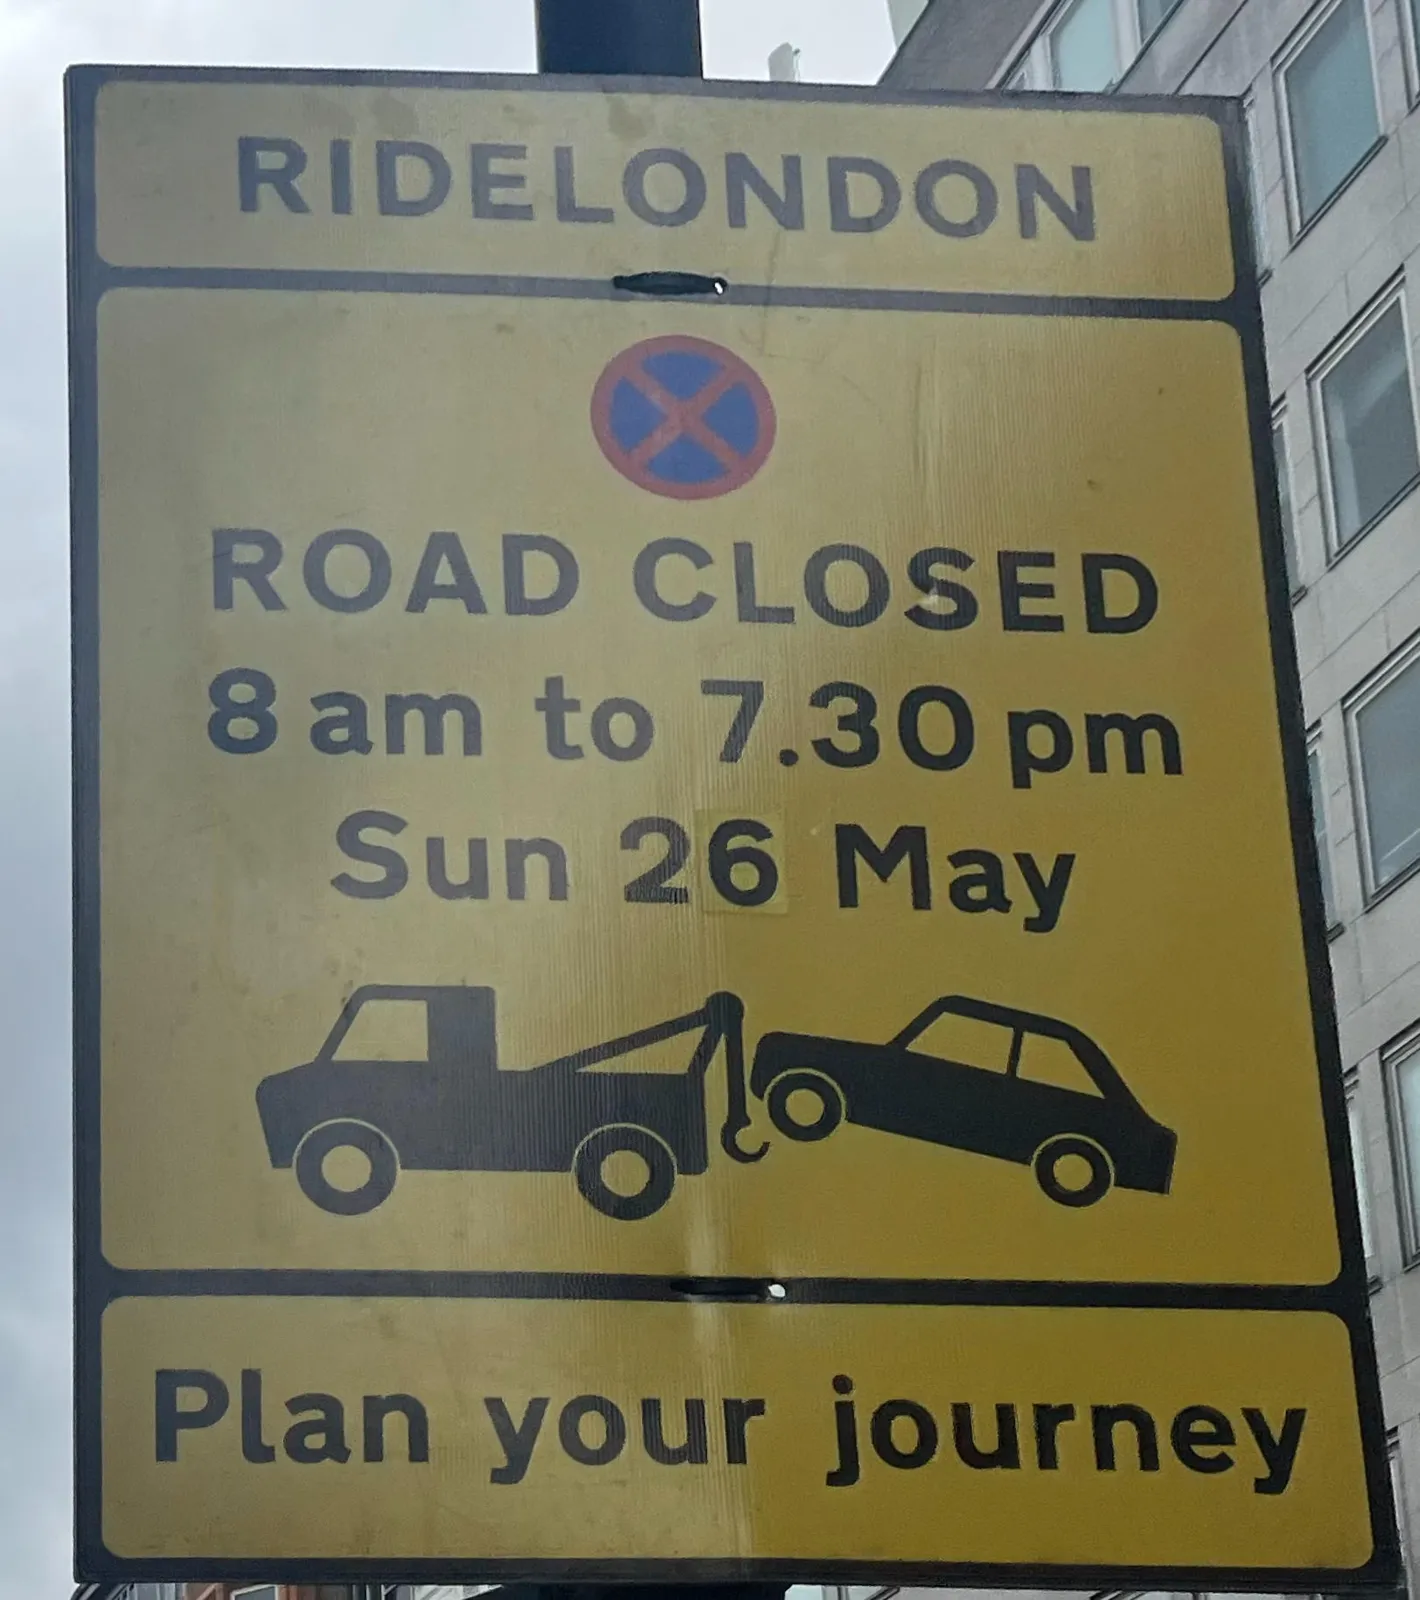 RIDELONDON
ROAD CLOSED
8 am to 7.30 pm
Sun 26 May
Plan your journey